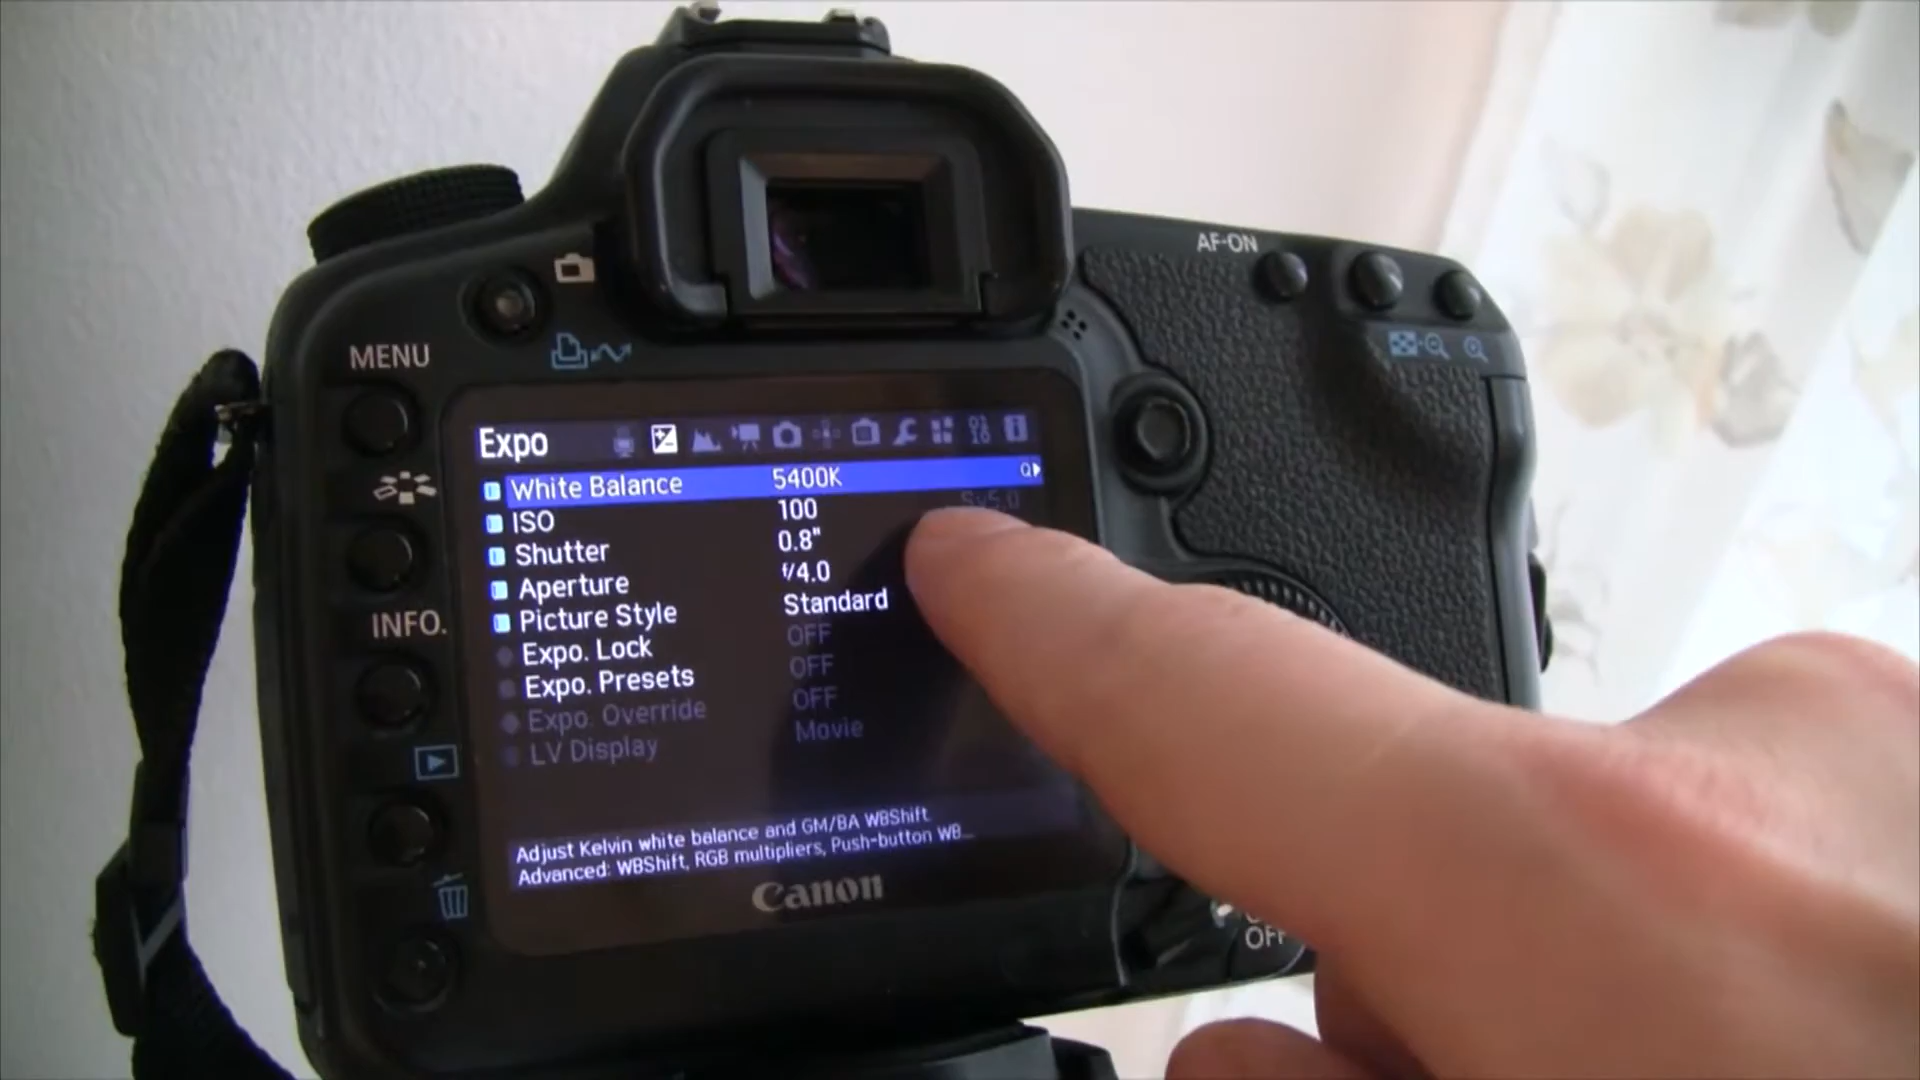 AF-ON
MENU
Expo
White Balance 5400K Q
ISO 100 Sv5.0
Shutter 0.8"
Aperture f/4.0
Picture Style Standard
INFO.
Expo. Lock OFF
Expo. Presets OFF
Expo. Override OFF
LV Display Movie
Adjust Kelvin white balance and GM/BA WBShift
Advanced: WBShift, RGB multipliers, Push-button WB...
Canon
OFF